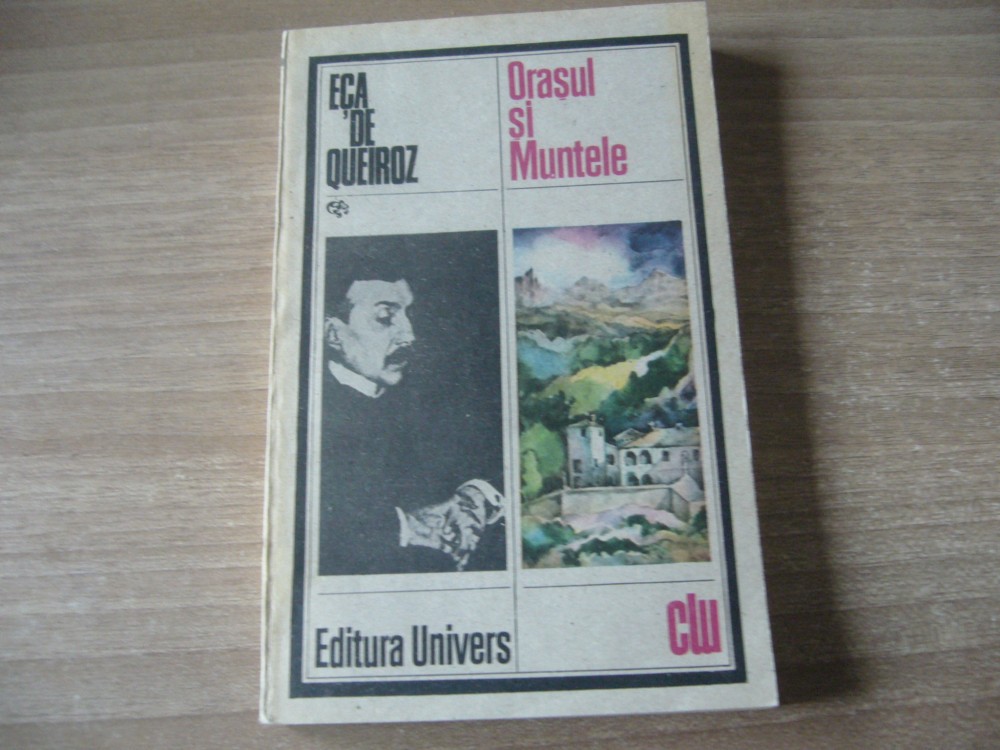 EÇA
DE
QUEIROZ
Orașul
și
Muntele
Editura Univers
clu